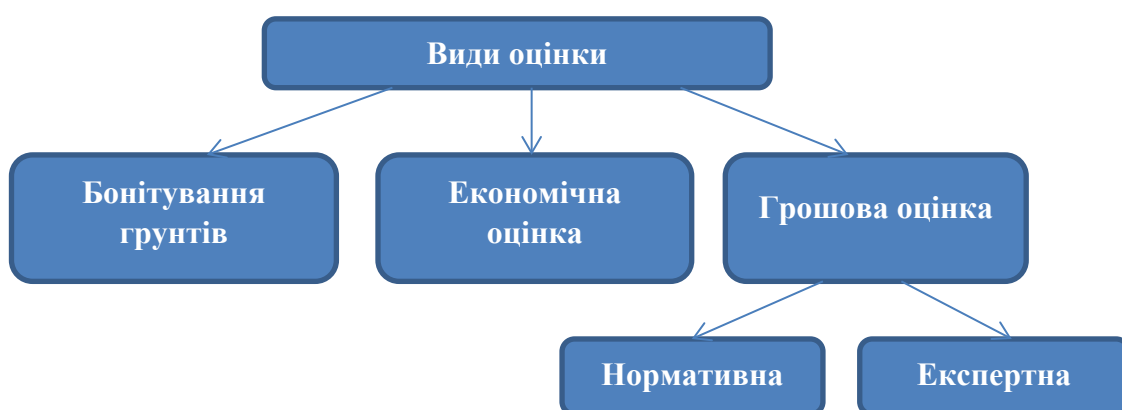 Види оцінки
Бонітування
грунтів
Економічна
оцінка
Грошова оцінка
Нормативна
Експертна